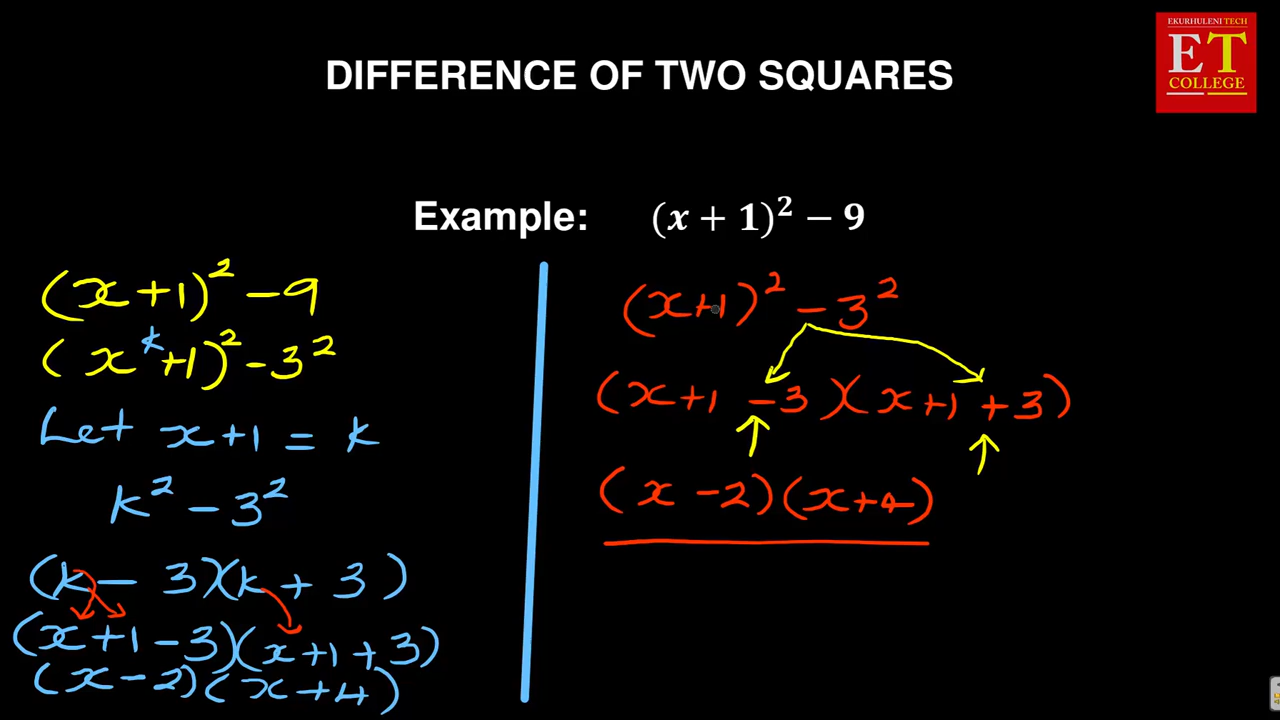 EKURHULENI TECH
ET
COLLEGE
DIFFERENCE OF TWO SQUARES
Example: (x + 1)² − 9
(x+1)² −9
(x+1)² −3²
k
Let x+1 = k
k² − 3²
(k − 3)(k + 3)
(x+1−3)(x+1+3)
(x−2)(x+4)
(x+1)² −3²
(x+1 −3)(x+1 +3)
(x −2)(x+4)